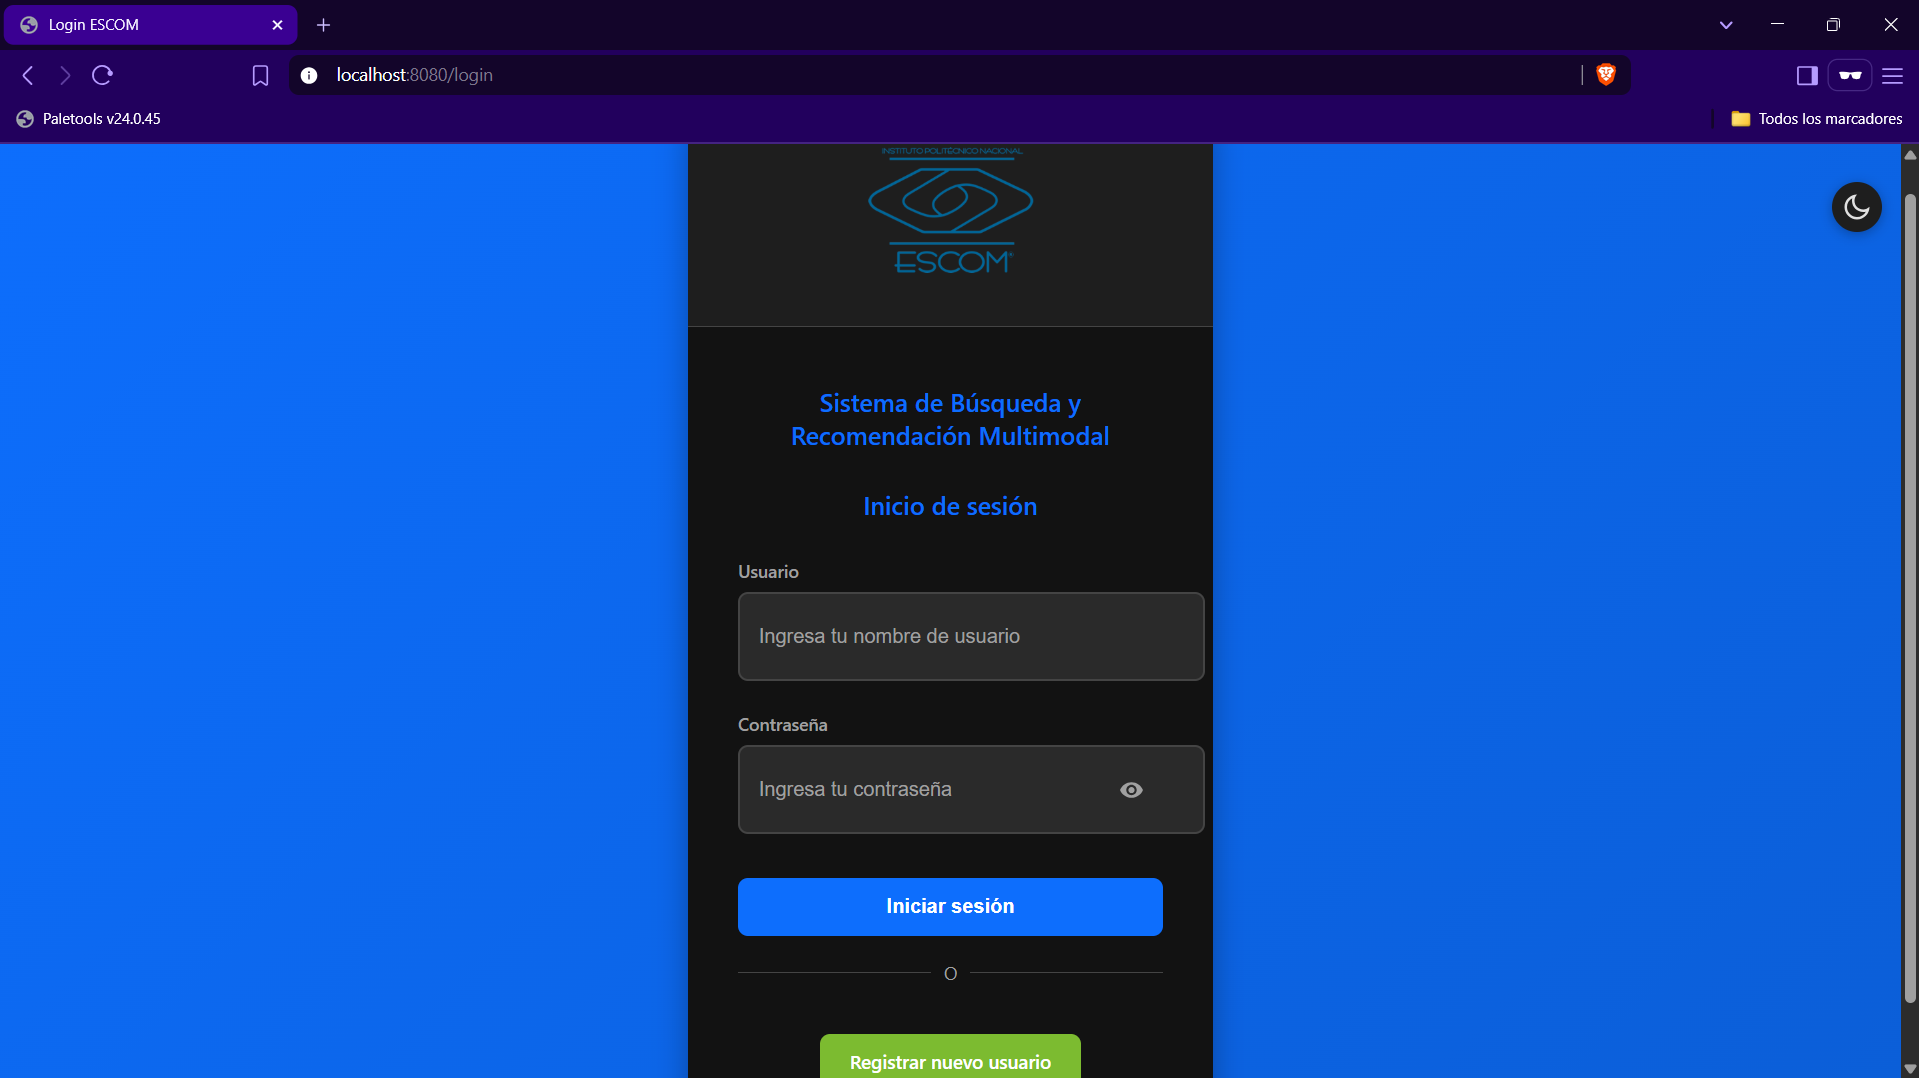 Login ESCOM
localhost:8080/login
Paletools v24.0.45
Todos los marcadores
INSTITUTO POLITÉCNICO NACIONAL
ESCOM®
Sistema de Búsqueda y
Recomendación Multimodal
Inicio de sesión
Usuario
Ingresa tu nombre de usuario
Contraseña
Ingresa tu contraseña
Iniciar sesión
O
Registrar nuevo usuario